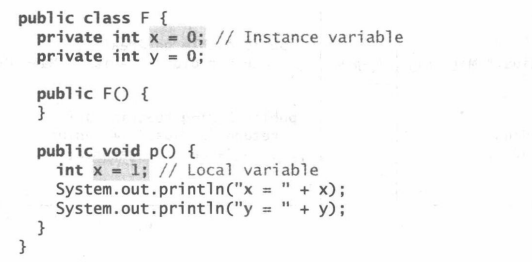 public class F {
private int x = 0; // Instance variable
private int y = 0;
public F() {
}
public void p() {
int x = 1; // Local variable
System.out.println("x = " + x);
System.out.println("y = " + y);
}
}